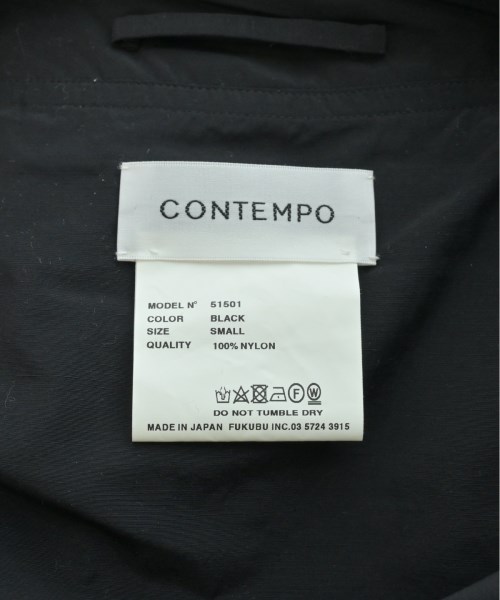 CONTEMPO
MODEL N° 51501
COLOR BLACK
SIZE SMALL
QUALITY 100% NYLON
F W
DO NOT TUMBLE DRY
MADE IN JAPAN FUKUBU INC.03 5724 3915